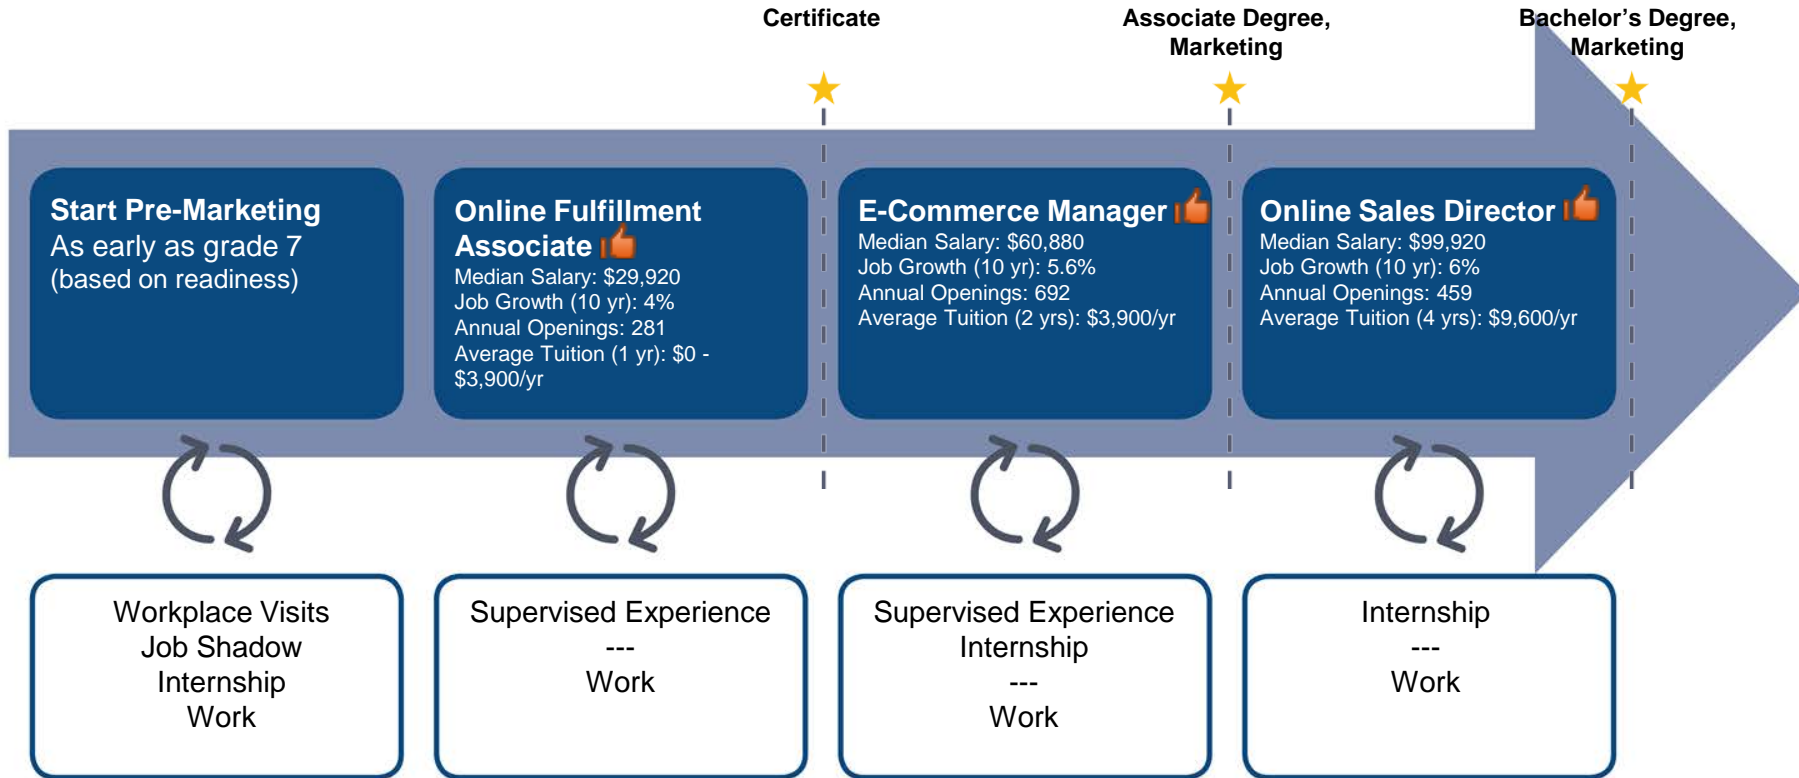 Certificate
Associate Degree,
Marketing
Bachelor’s Degree,
Marketing
Start Pre-Marketing
As early as grade 7
(based on readiness)
Online Fulfillment
Associate
Median Salary: $29,920
Job Growth (10 yr): 4%
Annual Openings: 281
Average Tuition (1 yr): $0 -
$3,900/yr
E-Commerce Manager
Median Salary: $60,880
Job Growth (10 yr): 5.6%
Annual Openings: 692
Average Tuition (2 yrs): $3,900/yr
Online Sales Director
Median Salary: $99,920
Job Growth (10 yr): 6%
Annual Openings: 459
Average Tuition (4 yrs): $9,600/yr
Workplace Visits
Job Shadow
Internship
Work
Supervised Experience
---
Work
Supervised Experience
Internship
---
Work
Internship
---
Work